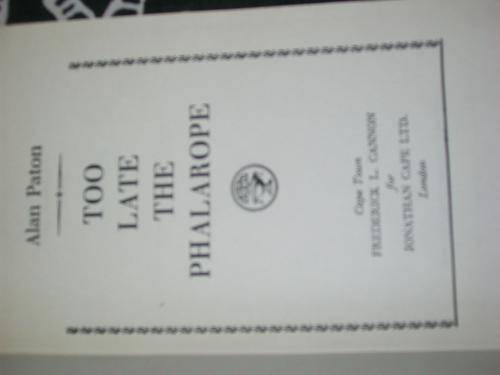 Alan Paton
TOO
LATE
THE
PHALAROPE
Cape Town
FREDERICK L. CANNON
for
JONATHAN CAPE LTD.
London